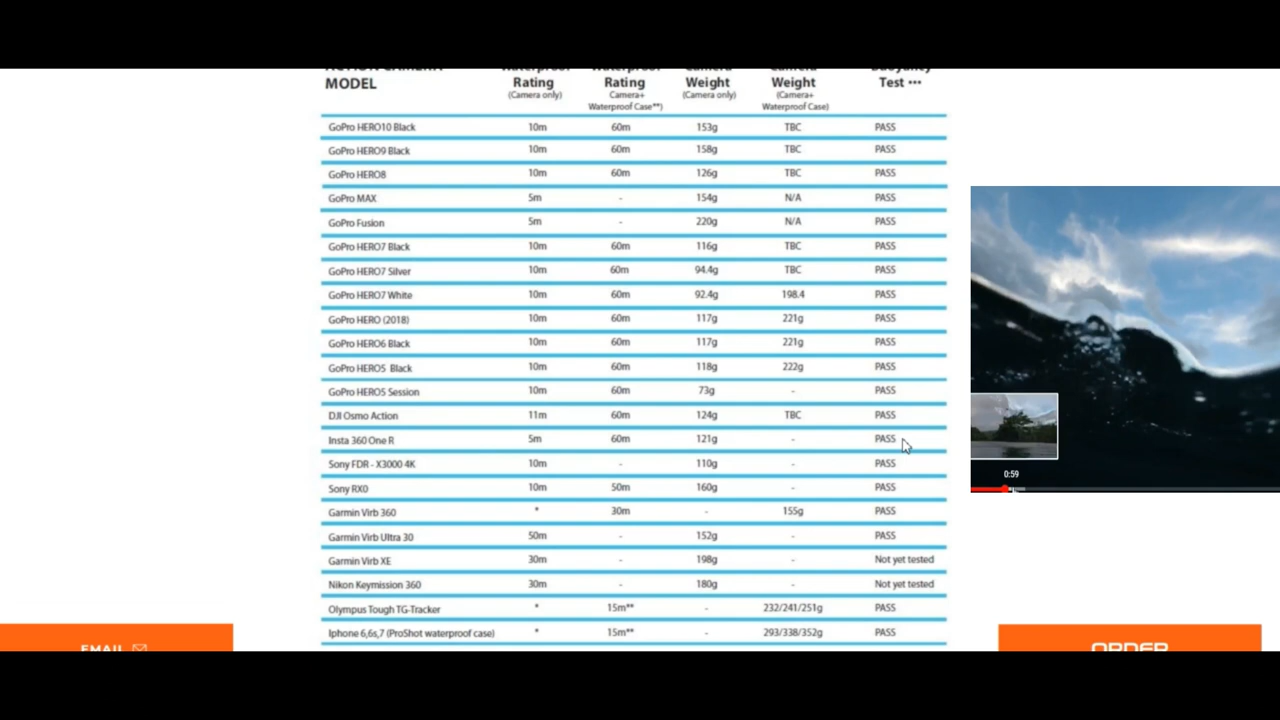 ACTION CAMERA Waterproof Waterproof Camera Camera Buoyancy
MODEL Rating Rating Weight Weight Test •••
(Camera only) Camera+ (Camera only) (Camera+
Waterproof Case**) Waterproof Case)
GoPro HERO10 Black 10m 60m 153g TBC PASS
GoPro HERO9 Black 10m 60m 158g TBC PASS
GoPro HERO8 10m 60m 126g TBC PASS
GoPro MAX 5m - 154g N/A PASS
GoPro Fusion 5m - 220g N/A PASS
GoPro HERO7 Black 10m 60m 116g TBC PASS
GoPro HERO7 Silver 10m 60m 94.4g TBC PASS
GoPro HERO7 White 10m 60m 92.4g 198.4 PASS
GoPro HERO (2018) 10m 60m 117g 221g PASS
GoPro HERO6 Black 10m 60m 117g 221g PASS
GoPro HERO5 Black 10m 60m 118g 222g PASS
GoPro HERO5 Session 10m 60m 73g - PASS
DJI Osmo Action 11m 60m 124g TBC PASS
Insta 360 One R 5m 60m 121g - PASS
Sony FDR - X3000 4K 10m - 110g - PASS
Sony RX0 10m 50m 160g - PASS
Garmin Virb 360 * 30m - 155g PASS
Garmin Virb Ultra 30 50m - 152g - PASS
Garmin Virb XE 30m - 198g - Not yet tested
Nikon Keymission 360 30m - 180g - Not yet tested
Olympus Tough TG-Tracker * 15m** - 232/241/251g PASS
Iphone 6,6s,7 (ProShot waterproof case) * 15m** - 293/338/352g PASS
0:59
EMAIL
ORDER